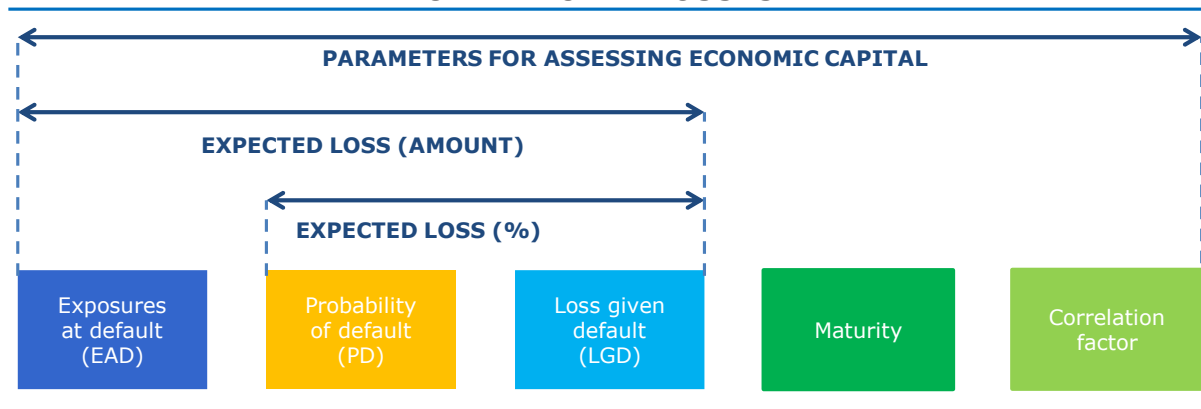 PARAMETERS FOR ASSESSING ECONOMIC CAPITAL
EXPECTED LOSS (AMOUNT)
EXPECTED LOSS (%)
Exposures
at default
(EAD)
Probability
of default
(PD)
Loss given
default
(LGD)
Maturity
Correlation
factor